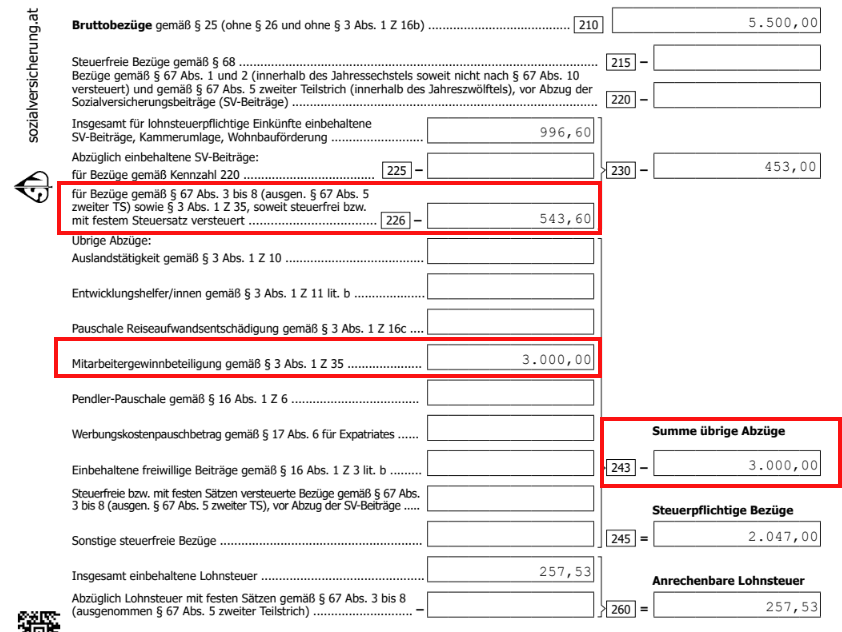 sozialversicherung.at
Bruttobezüge gemäß § 25 (ohne § 26 und ohne § 3 Abs. 1 Z 16b) ........................................ 210 5.500,00
Steuerfreie Bezüge gemäß § 68 ........................................ 215 –
Bezüge gemäß § 67 Abs. 1 und 2 (innerhalb des Jahressechstels soweit nicht nach § 67 Abs. 10
versteuert) und gemäß § 67 Abs. 5 zweiter Teilstrich (innerhalb des Jahreszwölftels), vor Abzug der
Sozialversicherungsbeiträge (SV-Beiträge) ........................................ 220 –
Insgesamt für lohnsteuerpflichtige Einkünfte einbehaltene
SV-Beiträge, Kammerumlage, Wohnbauförderung ........................ 996,60
Abzüglich einbehaltene SV-Beiträge:
für Bezüge gemäß Kennzahl 220 ........................ 225 – 230 – 453,00
für Bezüge gemäß § 67 Abs. 3 bis 8 (ausgen. § 67 Abs. 5
zweiter TS) sowie § 3 Abs. 1 Z 35, soweit steuerfrei bzw.
mit festem Steuersatz versteuert ........................ 226 – 543,60
Übrige Abzüge:
Auslandstätigkeit gemäß § 3 Abs. 1 Z 10 ........................
Entwicklungshelfer/innen gemäß § 3 Abs. 1 Z 11 lit. b ..................
Pauschale Reiseaufwandsentschädigung gemäß § 3 Abs. 1 Z 16c ....
Mitarbeitergewinnbeteiligung gemäß § 3 Abs. 1 Z 35 ................... 3.000,00
Pendler-Pauschale gemäß § 16 Abs. 1 Z 6 ........................
Werbungskostenpauschbetrag gemäß § 17 Abs. 6 für Expatriates ......
Summe übrige Abzüge
Einbehaltene freiwillige Beiträge gemäß § 16 Abs. 1 Z 3 lit. b ......... 243 – 3.000,00
Steuerfreie bzw. mit festen Sätzen versteuerte Bezüge gemäß § 67 Abs.
3 bis 8 (ausgen. § 67 Abs. 5 zweiter TS), vor Abzug der SV-Beiträge .....
Steuerpflichtige Bezüge
Sonstige steuerfreie Bezüge ........................ 245 = 2.047,00
Insgesamt einbehaltene Lohnsteuer ........................ 257,53
Anrechenbare Lohnsteuer
Abzüglich Lohnsteuer mit festen Sätzen gemäß § 67 Abs. 3 bis 8
(ausgenommen § 67 Abs. 5 zweiter Teilstrich) ........................ – 260 = 257,53